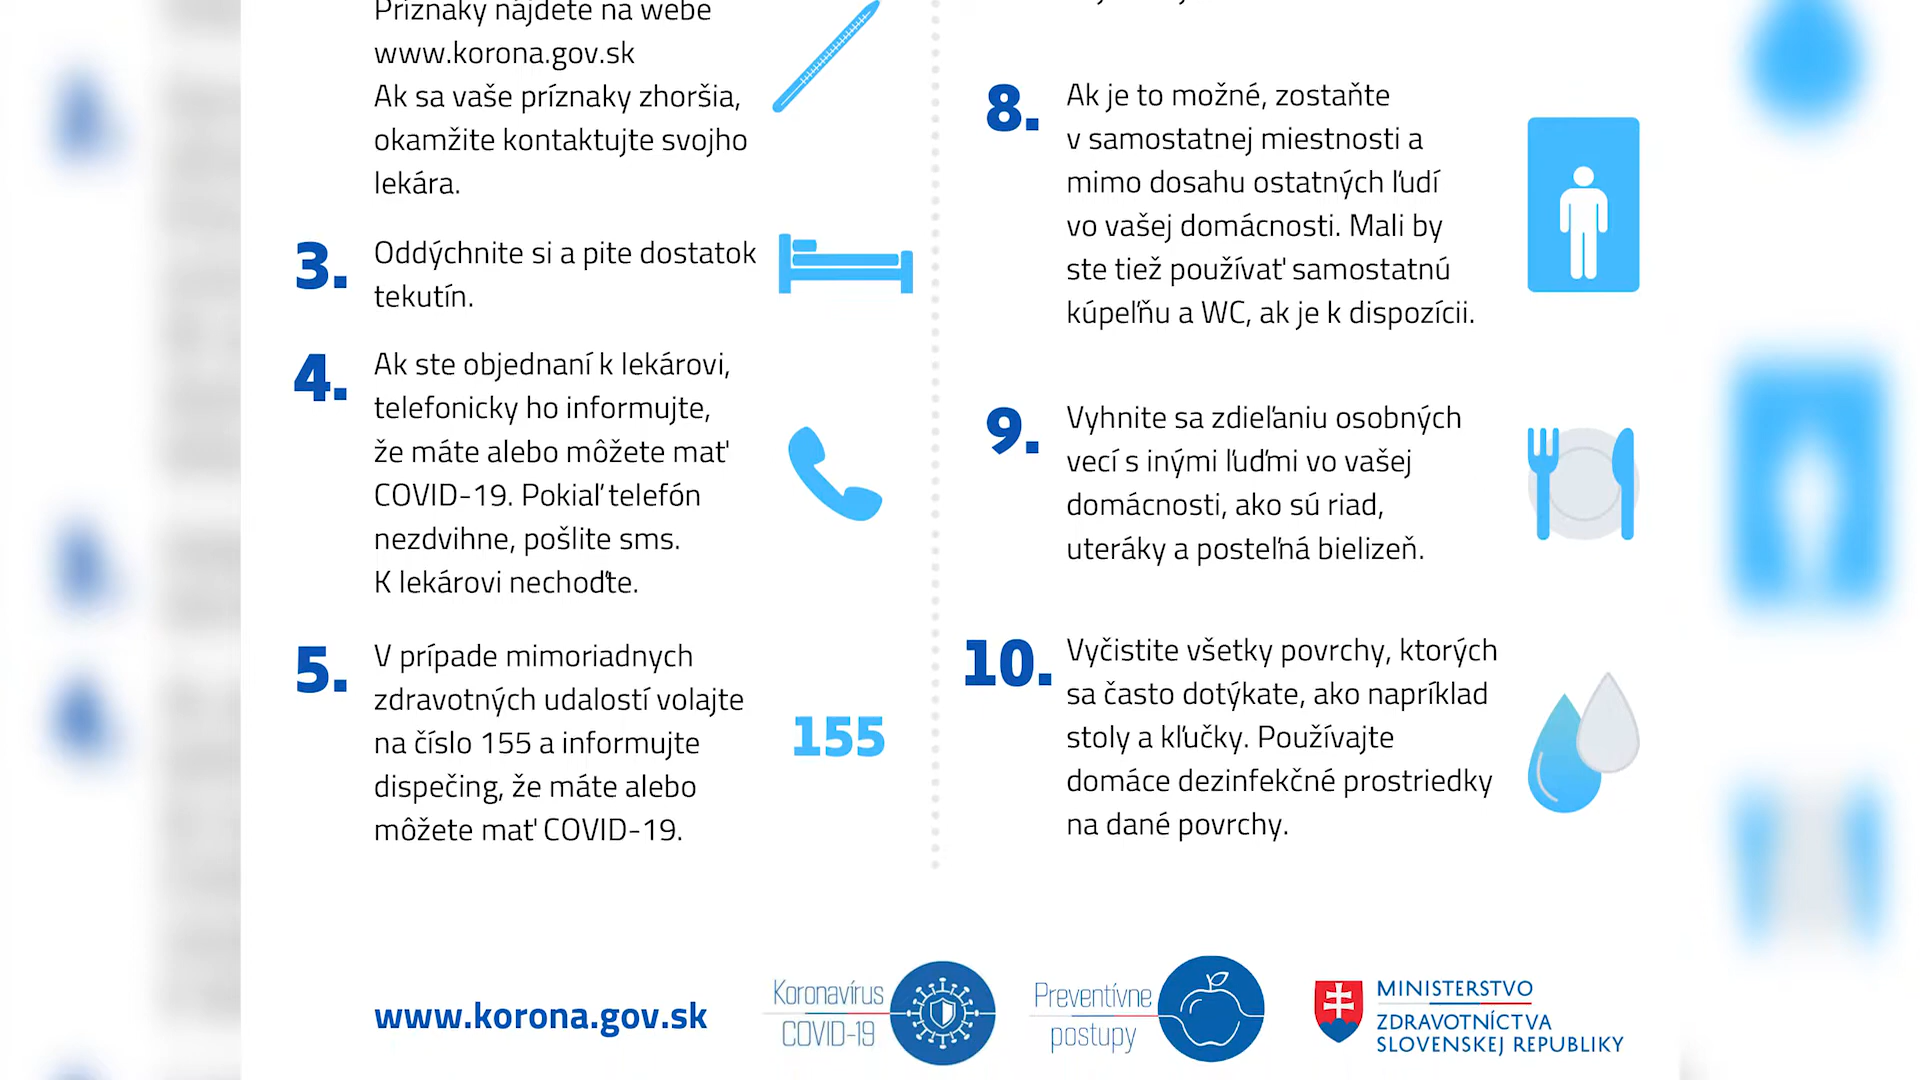 Príznaky nájdete na webe
www.korona.gov.sk
Ak sa vaše príznaky zhoršia,
okamžite kontaktujte svojho
lekára.
3. Oddýchnite si a pite dostatok
tekutín.
4. Ak ste objednaní k lekárovi,
telefonicky ho informujte,
že máte alebo môžete mať
COVID-19. Pokiaľ telefón
nezdvihne, pošlite sms.
K lekárovi nechoďte.
5. V prípade mimoriadnych
zdravotných udalostí volajte
na číslo 155 a informujte
dispečing, že máte alebo
môžete mať COVID-19.
155
8. Ak je to možné, zostaňte
v samostatnej miestnosti a
mimo dosahu ostatných ľudí
vo vašej domácnosti. Mali by
ste tiež používať samostatnú
kúpeľňu a WC, ak je k dispozícii.
9. Vyhnite sa zdieľaniu osobných
vecí s inými ľuďmi vo vašej
domácnosti, ako sú riad,
uteráky a posteľná bielizeň.
10. Vyčistite všetky povrchy, ktorých
sa často dotýkate, ako napríklad
stoly a kľučky. Používajte
domáce dezinfekčné prostriedky
na dané povrchy.
www.korona.gov.sk
Koronavírus
COVID-19
Preventívne
postupy
MINISTERSTVO
ZDRAVOTNÍCTVA
SLOVENSKEJ REPUBLIKY